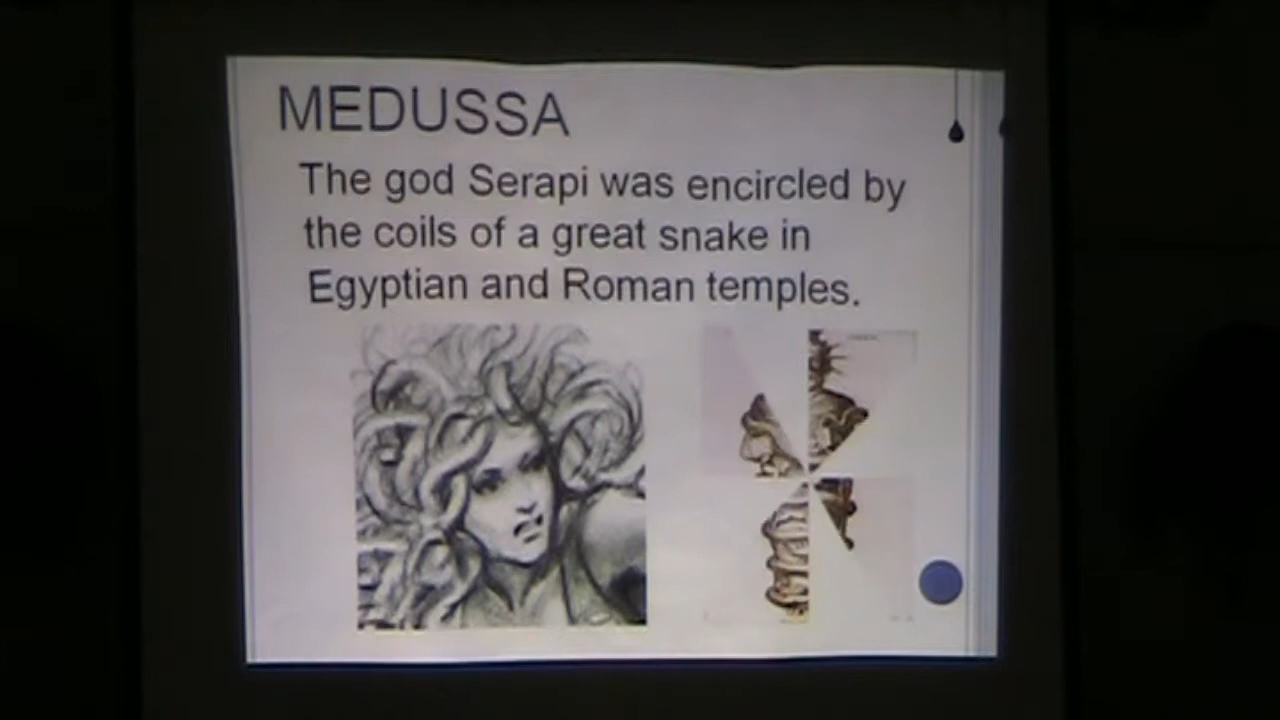 MEDUSSA
The god Serapi was encircled by
the coils of a great snake in
Egyptian and Roman temples.